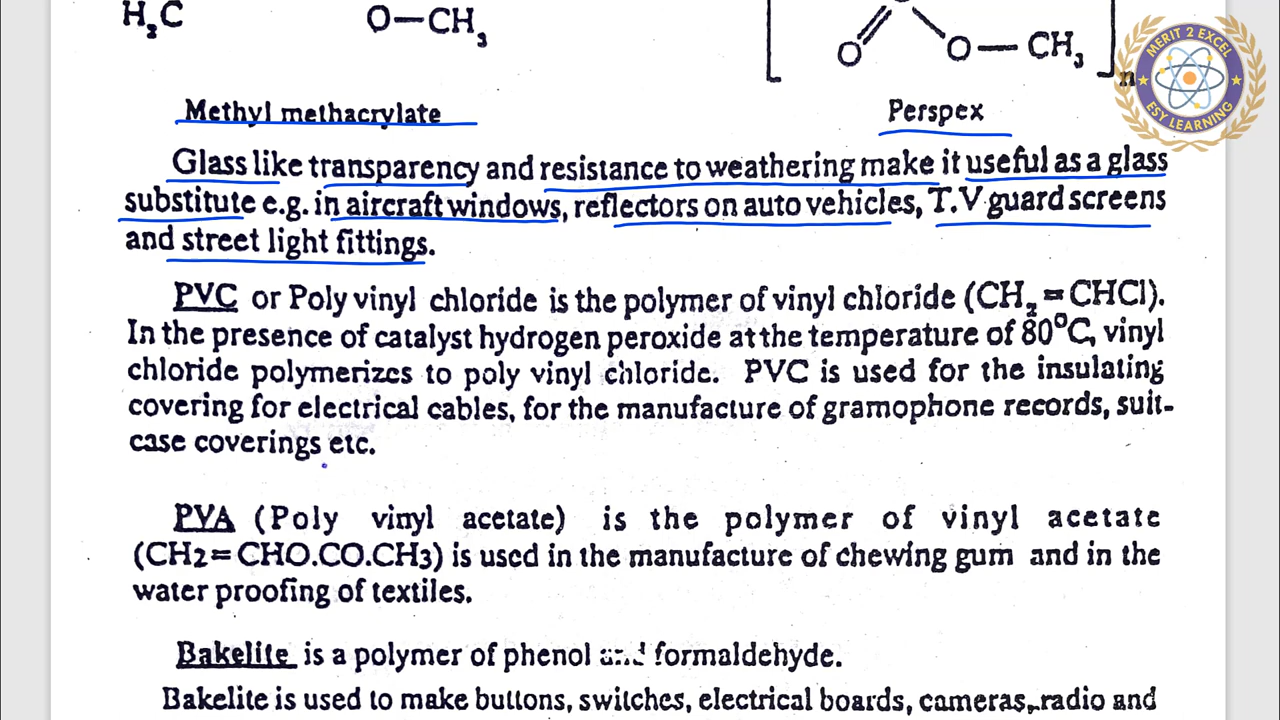 H₂C
O—CH₃
O
O—CH₃
n
MERIT 2 EXCEL
ESY LEARNING
Methyl methacrylate
Perspex
Glass like transparency and resistance to weathering make it useful as a glass
substitute e.g. in aircraft windows, reflectors on auto vehicles, T.V guard screens
and street light fittings.
PVC or Poly vinyl chloride is the polymer of vinyl chloride (CH₂=CHCl).
In the presence of catalyst hydrogen peroxide at the temperature of 80°C, vinyl
chloride polymerizes to poly vinyl chloride. PVC is used for the insulating
covering for electrical cables, for the manufacture of gramophone records, suit-
case coverings etc.
PVA (Poly vinyl acetate) is the polymer of vinyl acetate
(CH2=CHO.CO.CH3) is used in the manufacture of chewing gum and in the
water proofing of textiles.
Bakelite is a polymer of phenol and formaldehyde.
Bakelite is used to make buttons, switches, electrical boards, cameras, radio and